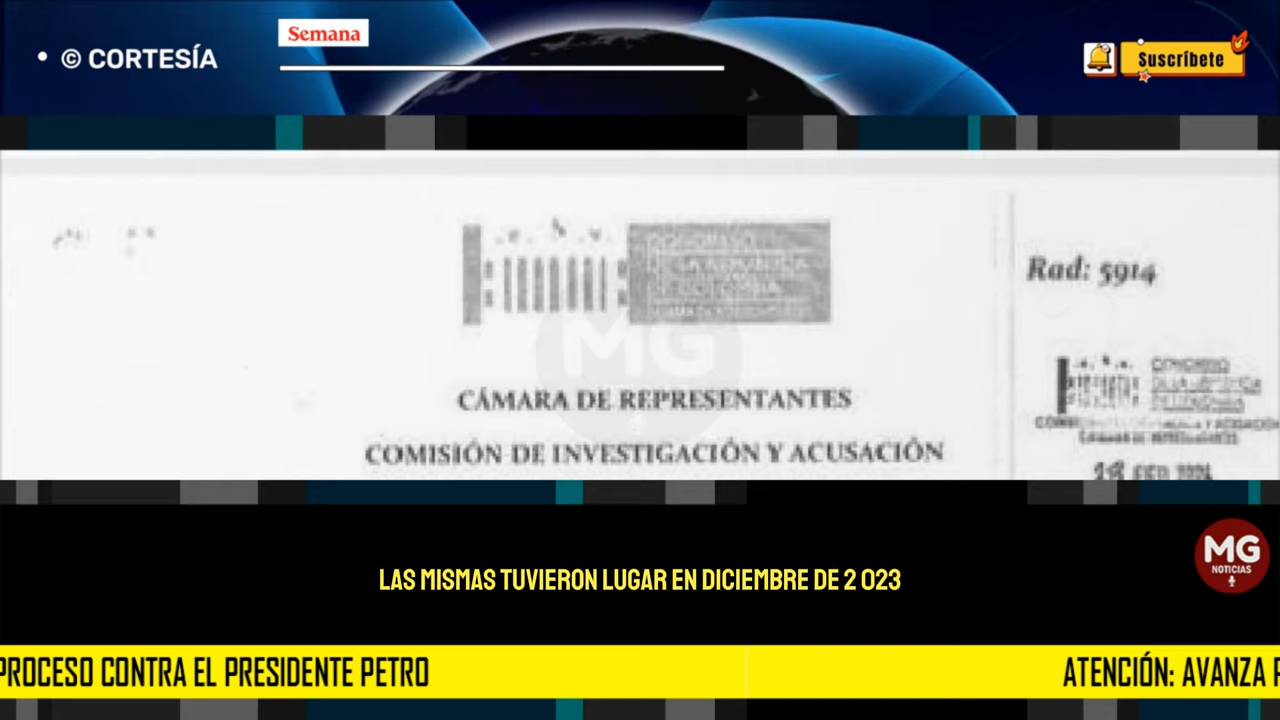 Semana
• © CORTESÍA
Suscríbete
Rad: 5914
MG
CÁMARA DE REPRESENTANTES
COMISIÓN DE INVESTIGACIÓN Y ACUSACIÓN
LAS MISMAS TUVIERON LUGAR EN DICIEMBRE DE 2 023
MG
NOTICIAS
PROCESO CONTRA EL PRESIDENTE PETRO
ATENCIÓN: AVANZA